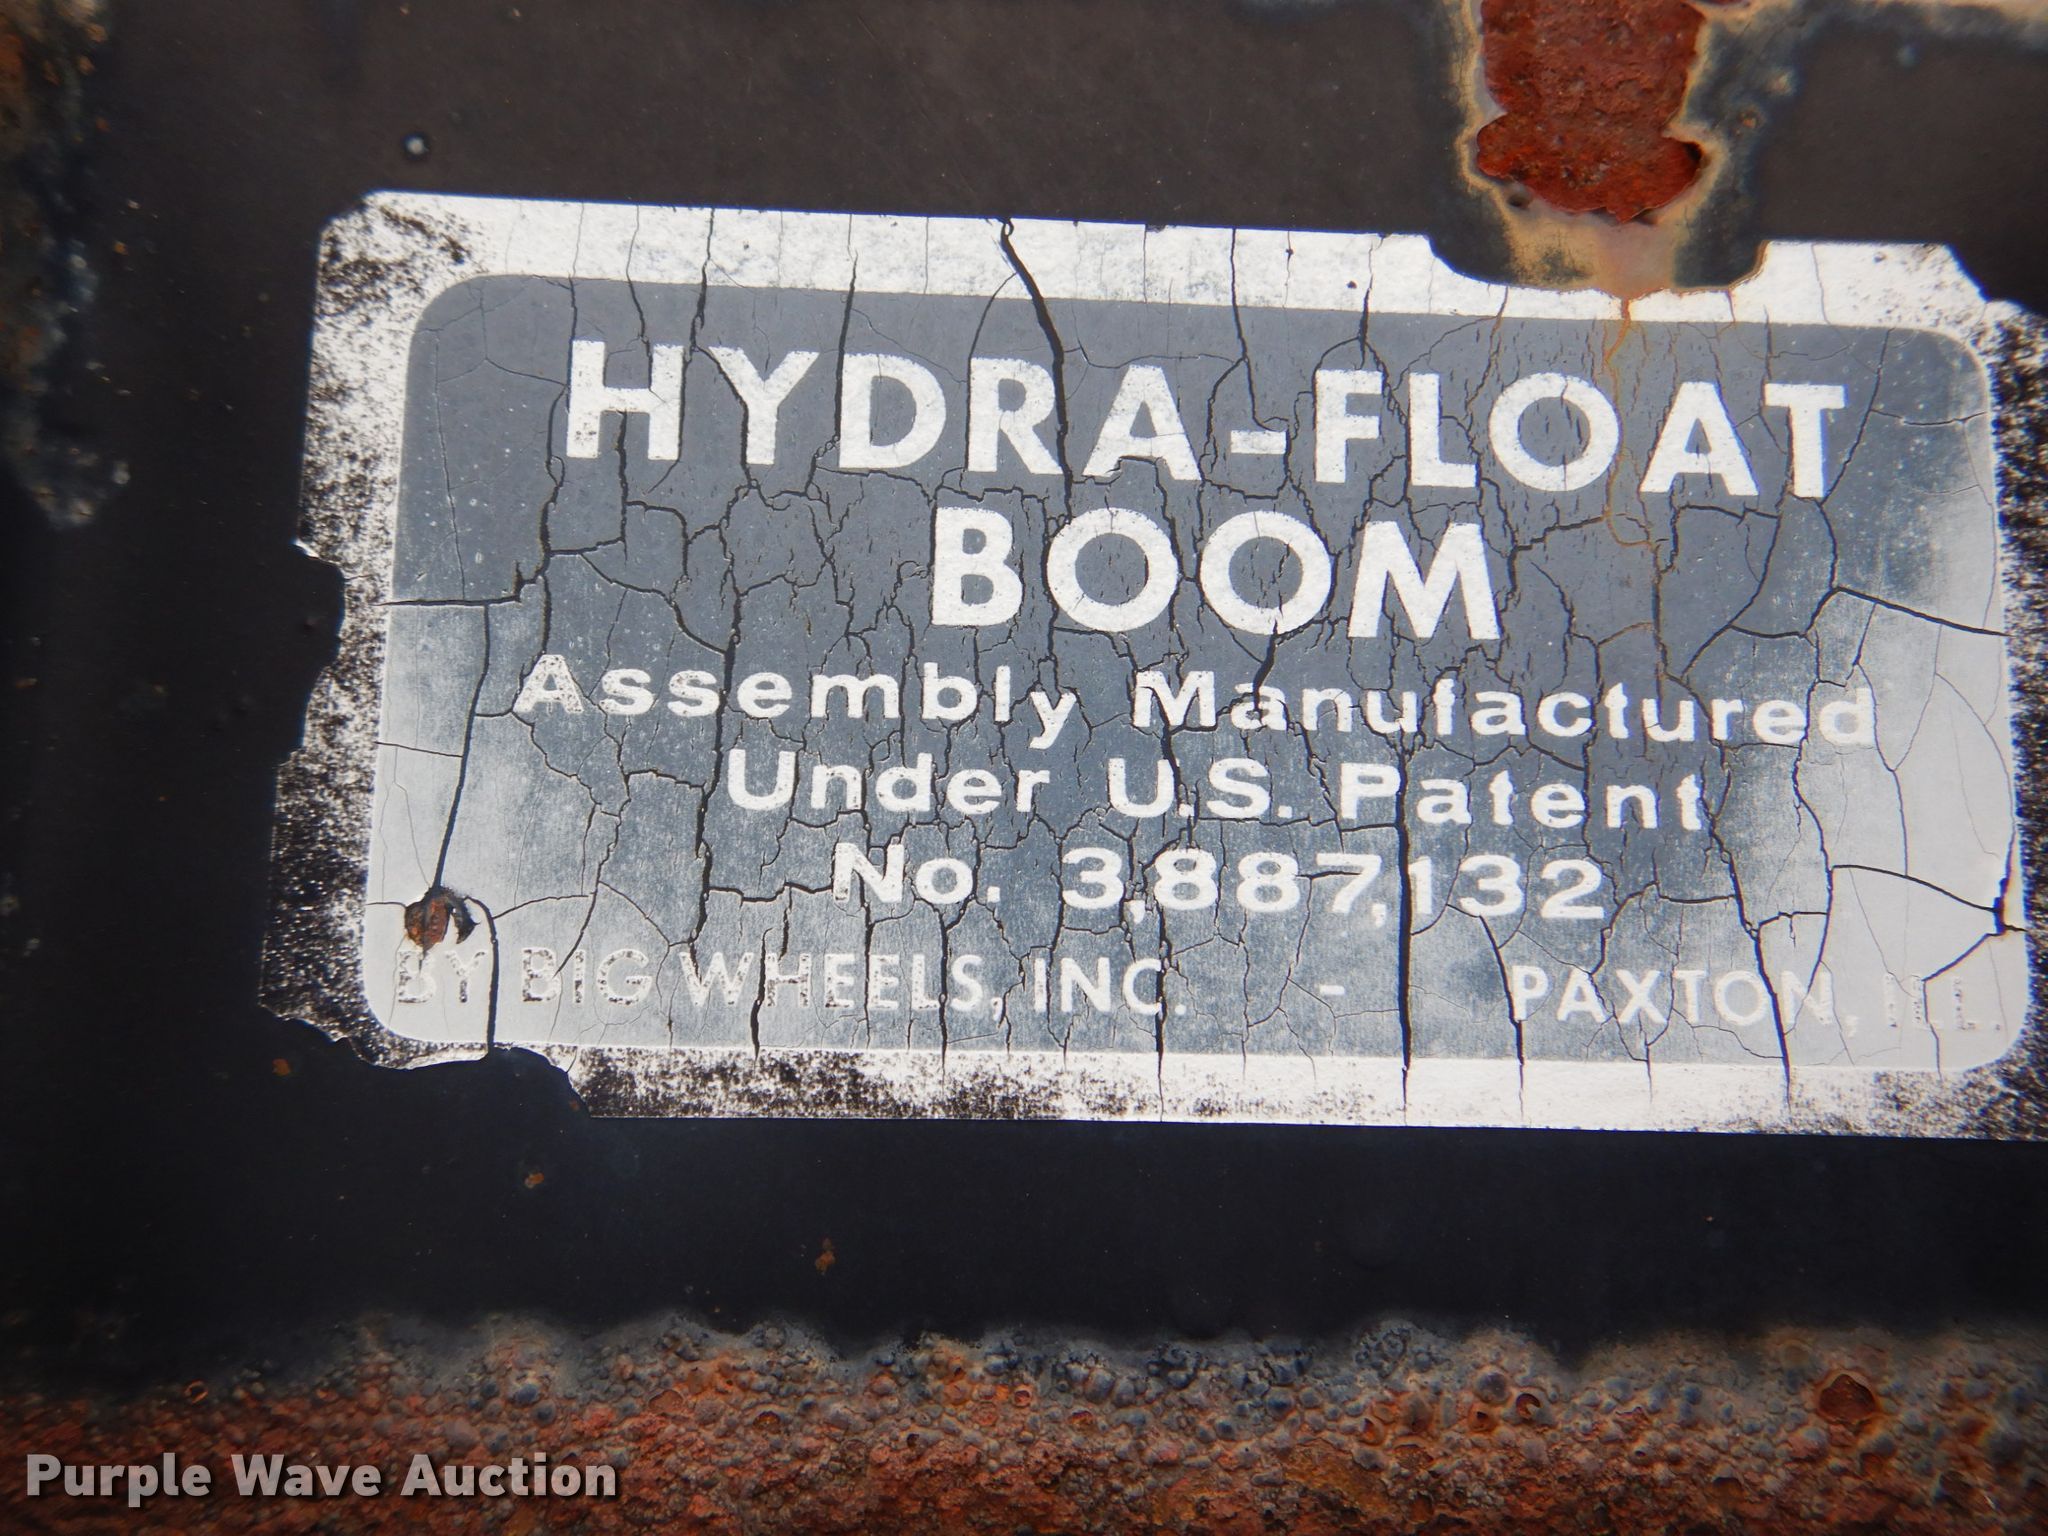 HYDRA-FLOAT
BOOM
Assembly Manufactured
Under U.S. Patent
No. 3,887,132
BY BIG WHEELS, INC. - PAXTON, ILL.
Purple Wave Auction